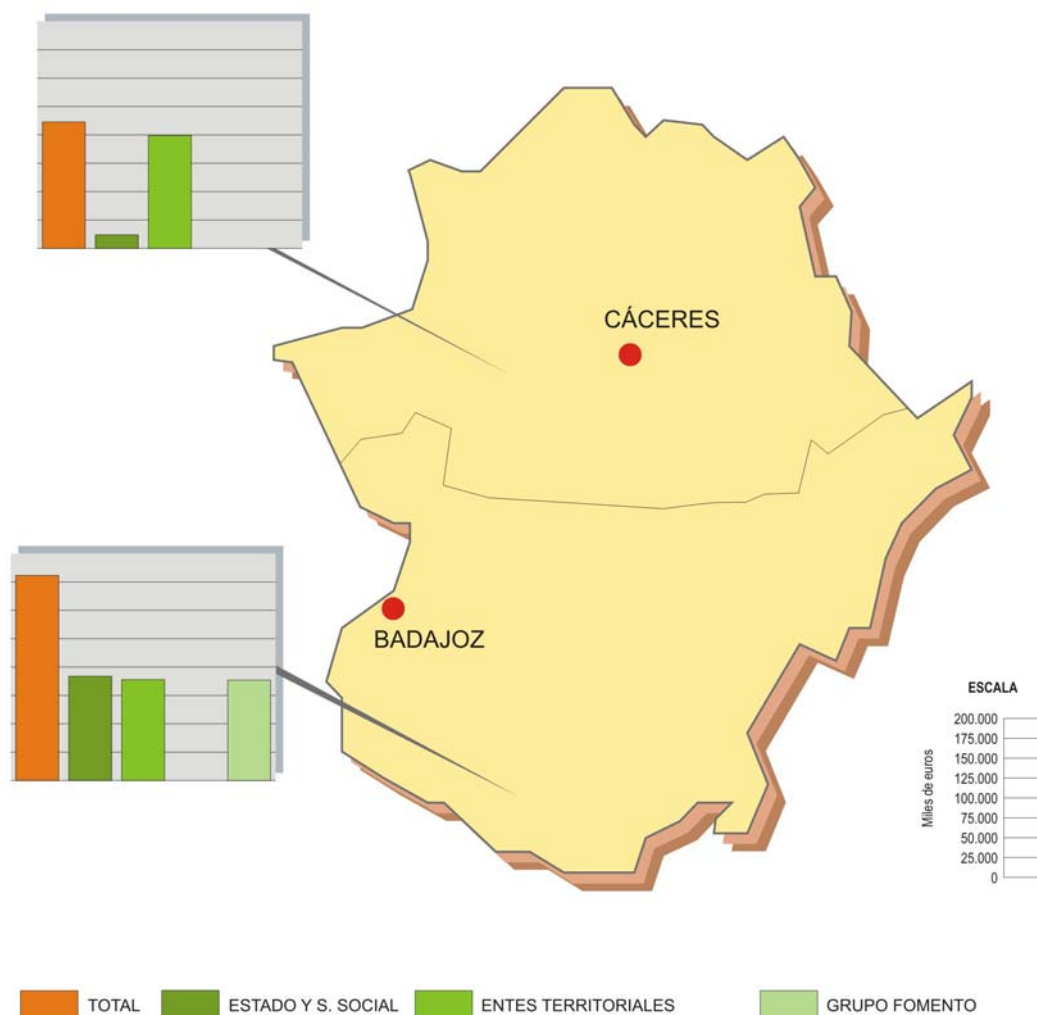 CÁCERES
BADAJOZ
ESCALA
Miles de euros
200.000
175.000
150.000
125.000
100.000
75.000
50.000
25.000
0
TOTAL
ESTADO Y S. SOCIAL
ENTES TERRITORIALES
GRUPO FOMENTO